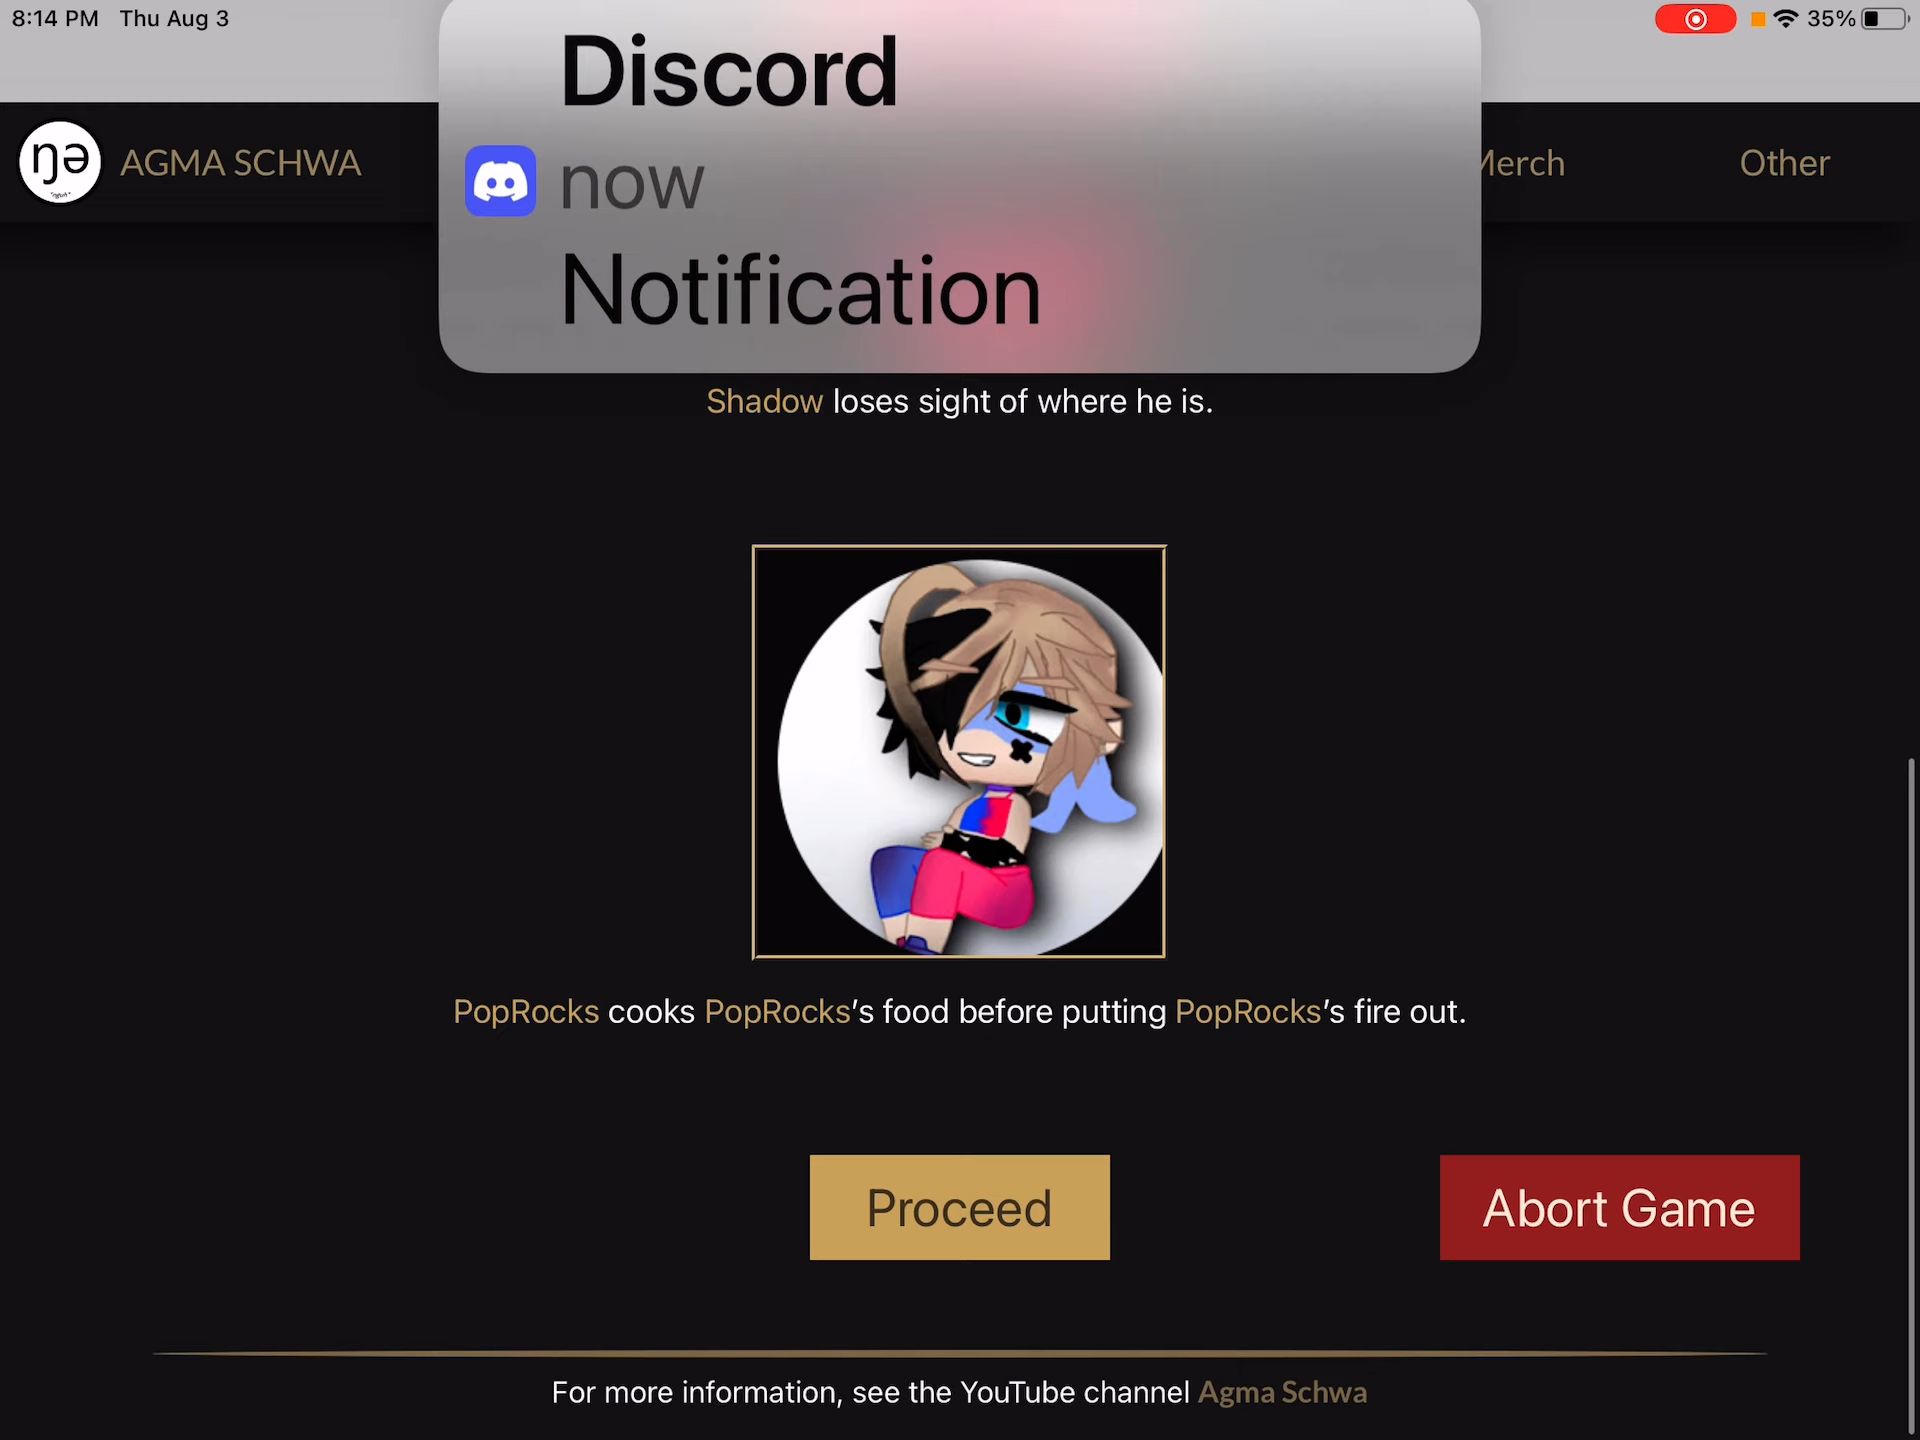 8:14 PM Thu Aug 3
35%
Discord
now
Notification
ŋə
AGMA SCHWA
Merch
Other
Shadow loses sight of where he is.
PopRocks cooks PopRocks's food before putting PopRocks's fire out.
Proceed
Abort Game
For more information, see the YouTube channel Agma Schwa